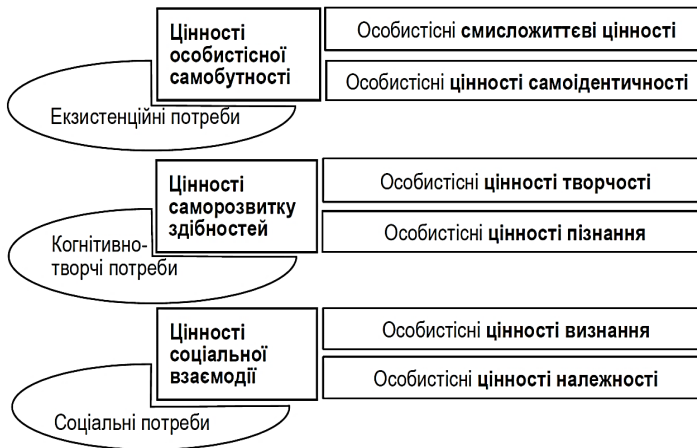 Цінності
особистісної
самобутності
Особистісні смисложиттєві цінності
Особистісні цінності самоідентичності
Екзистенційні потреби
Цінності
саморозвитку
здібностей
Особистісні цінності творчості
Особистісні цінності пізнання
Когнітивно-
творчі потреби
Цінності
соціальної
взаємодії
Особистісні цінності визнання
Особистісні цінності належності
Соціальні потреби